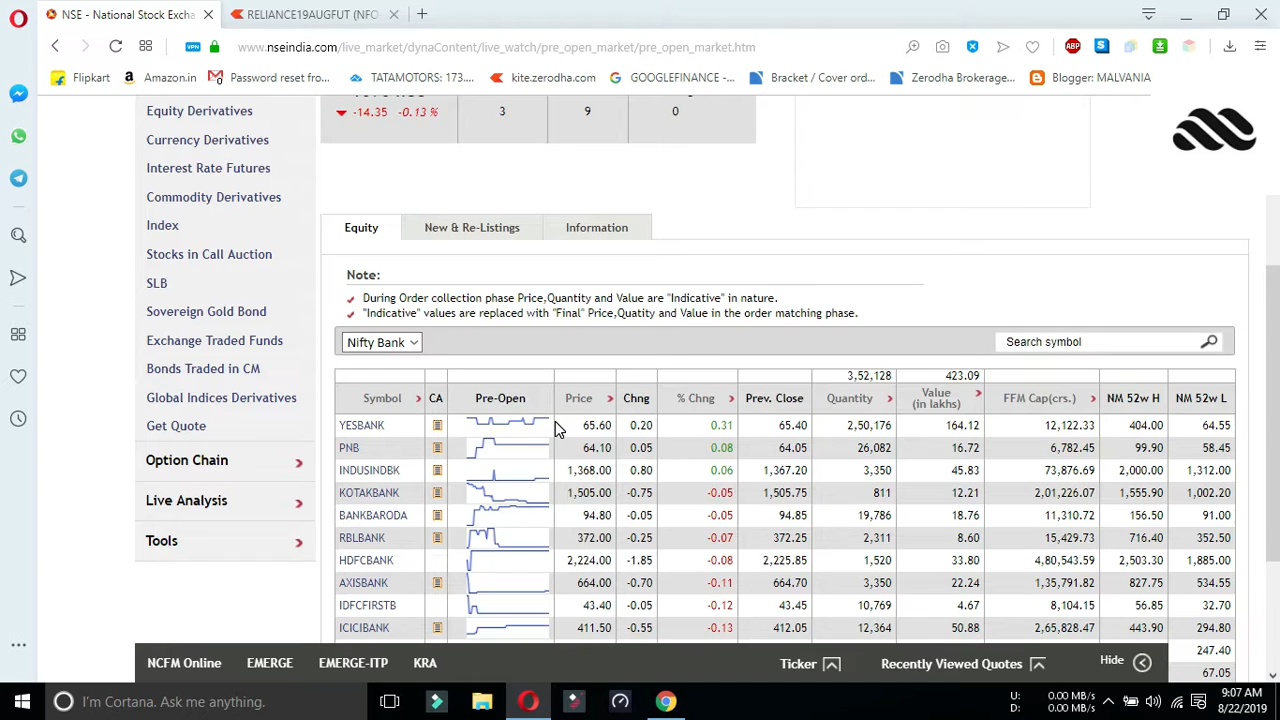 NSE - National Stock Excha
RELIANCE19AUGFUT (NFO
www.nseindia.com/live_market/dynaContent/live_watch/pre_open_market/pre_open_market.htm
VPN
ABP
Flipkart
Amazon.in
Password reset fro...
TATAMOTORS: 173....
kite.zerodha.com
GOOGLEFINANCE -...
Bracket / Cover ord...
Zerodha Brokerage...
Blogger: MALVANIA
Equity Derivatives
Currency Derivatives
Interest Rate Futures
Commodity Derivatives
Index
Stocks in Call Auction
SLB
Sovereign Gold Bond
Exchange Traded Funds
Bonds Traded in CM
Global Indices Derivatives
Get Quote
Option Chain
Live Analysis
Tools
-14.35 -0.13 % 3 9 0
Equity New & Re-Listings Information
Note:
During Order collection phase Price,Quantity and Value are "Indicative" in nature.
"Indicative" values are replaced with "Final" Price,Quatity and Value in the order matching phase.
Nifty Bank
Search symbol
3,52,128 423.09
Symbol CA Pre-Open Price Chng % Chng Prev. Close Quantity Value (in lakhs) FFM Cap(crs.) NM 52w H NM 52w L
YESBANK 65.60 0.20 0.31 65.40 2,50,176 164.12 12,122.33 404.00 64.55
PNB 64.10 0.05 0.08 64.05 26,082 16.72 6,782.45 99.90 58.45
INDUSINDBK 1,368.00 0.80 0.06 1,367.20 3,350 45.83 73,876.69 2,000.00 1,312.00
KOTAKBANK 1,505.00 -0.75 -0.05 1,505.75 811 12.21 2,01,226.07 1,555.90 1,002.20
BANKBARODA 94.80 -0.05 -0.05 94.85 19,786 18.76 11,310.72 156.50 91.00
RBLBANK 372.00 -0.25 -0.07 372.25 2,311 8.60 15,429.73 716.40 352.50
HDFCBANK 2,224.00 -1.85 -0.08 2,225.85 1,520 33.80 4,80,543.59 2,503.30 1,885.00
AXISBANK 664.00 -0.70 -0.11 664.70 3,350 22.24 1,35,791.82 827.75 534.55
IDFCFIRSTB 43.40 -0.05 -0.12 43.45 10,769 4.67 8,104.15 56.85 32.70
ICICIBANK 411.50 -0.55 -0.13 412.05 12,364 50.88 2,65,828.47 443.90 294.80
247.40
67.05
NCFM Online EMERGE EMERGE-ITP KRA Ticker Recently Viewed Quotes Hide
I'm Cortana. Ask me anything.
U: 0.00 MB/s
D: 0.00 MB/s
9:07 AM
8/22/2019